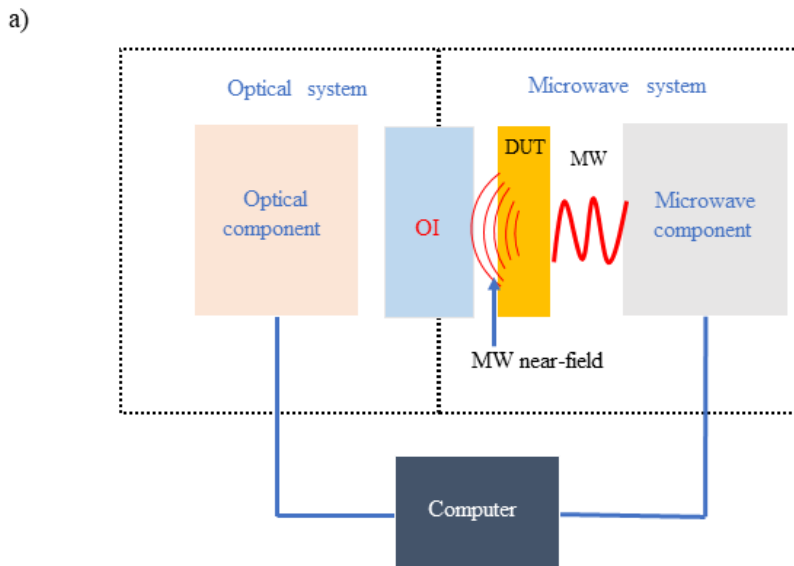 a)
Optical system
Microwave system
DUT
MW
Optical
component
OI
Microwave
component
MW near-field
Computer